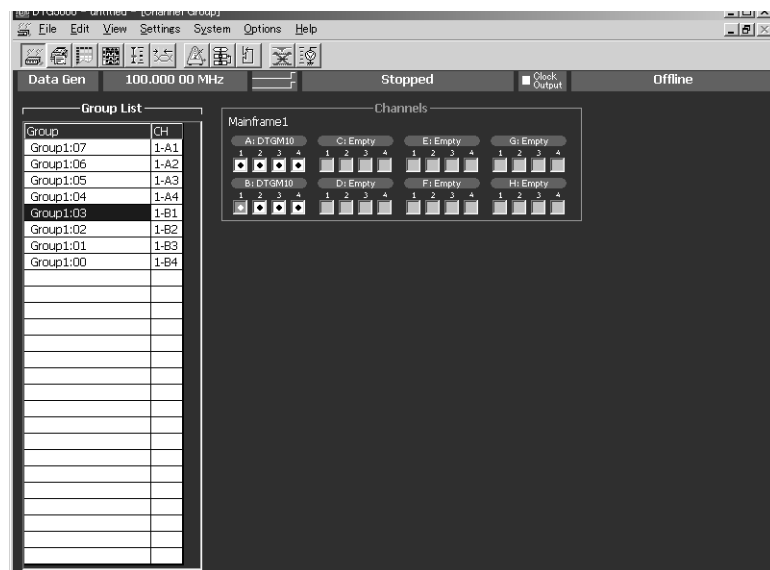 DTG5000 - untitled - [Channel Group]
File Edit View Settings System Options Help
Data Gen 100.000 00 MHz Stopped Clock Output Offline
Group List
Group CH
Group1:07 1-A1
Group1:06 1-A2
Group1:05 1-A3
Group1:04 1-A4
Group1:03 1-B1
Group1:02 1-B2
Group1:01 1-B3
Group1:00 1-B4
Channels
Mainframe1
A: DTGM10 C: Empty E: Empty G: Empty
1 2 3 4 1 2 3 4 1 2 3 4 1 2 3 4
B: DTGM10 D: Empty F: Empty H: Empty
1 2 3 4 1 2 3 4 1 2 3 4 1 2 3 4